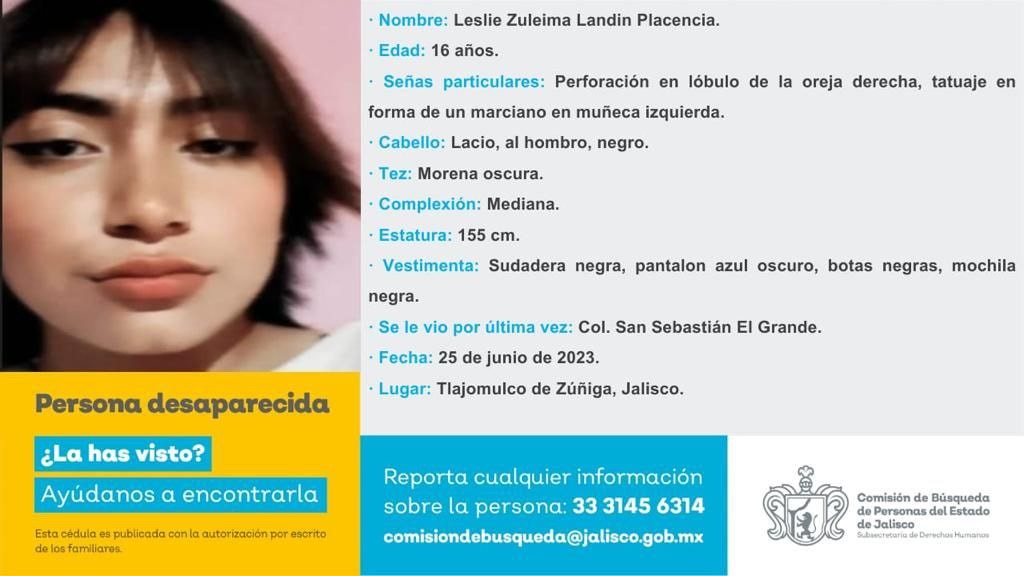 · Nombre: Leslie Zuleima Landin Placencia.
· Edad: 16 años.
· Señas particulares: Perforación en lóbulo de la oreja derecha, tatuaje en
forma de un marciano en muñeca izquierda.
· Cabello: Lacio, al hombro, negro.
· Tez: Morena oscura.
· Complexión: Mediana.
· Estatura: 155 cm.
· Vestimenta: Sudadera negra, pantalon azul oscuro, botas negras, mochila
negra.
· Se le vio por última vez: Col. San Sebastián El Grande.
· Fecha: 25 de junio de 2023.
· Lugar: Tlajomulco de Zúñiga, Jalisco.
Persona desaparecida
¿La has visto?
Ayúdanos a encontrarla
Esta cédula es publicada con la autorización por escrito
de los familiares.
Reporta cualquier información
sobre la persona: 33 3145 6314
comisiondebusqueda@jalisco.gob.mx
Comisión de Búsqueda
de Personas del Estado
de Jalisco
Subsecretaría de Derechos Humanos